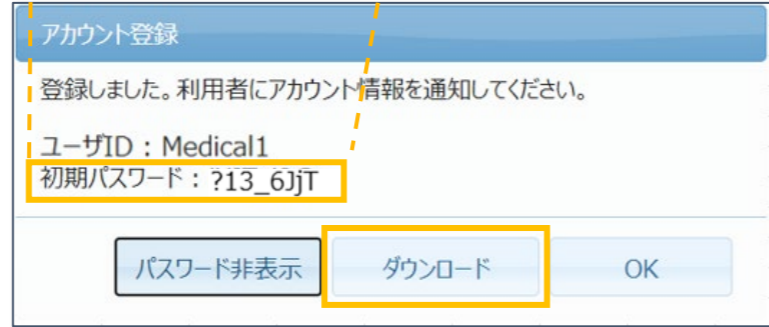 アカウント登録
登録しました。利用者にアカウント情報を通知してください。
ユーザID：Medical1
初期パスワード：?13_6JjT
パスワード非表示 ダウンロード OK